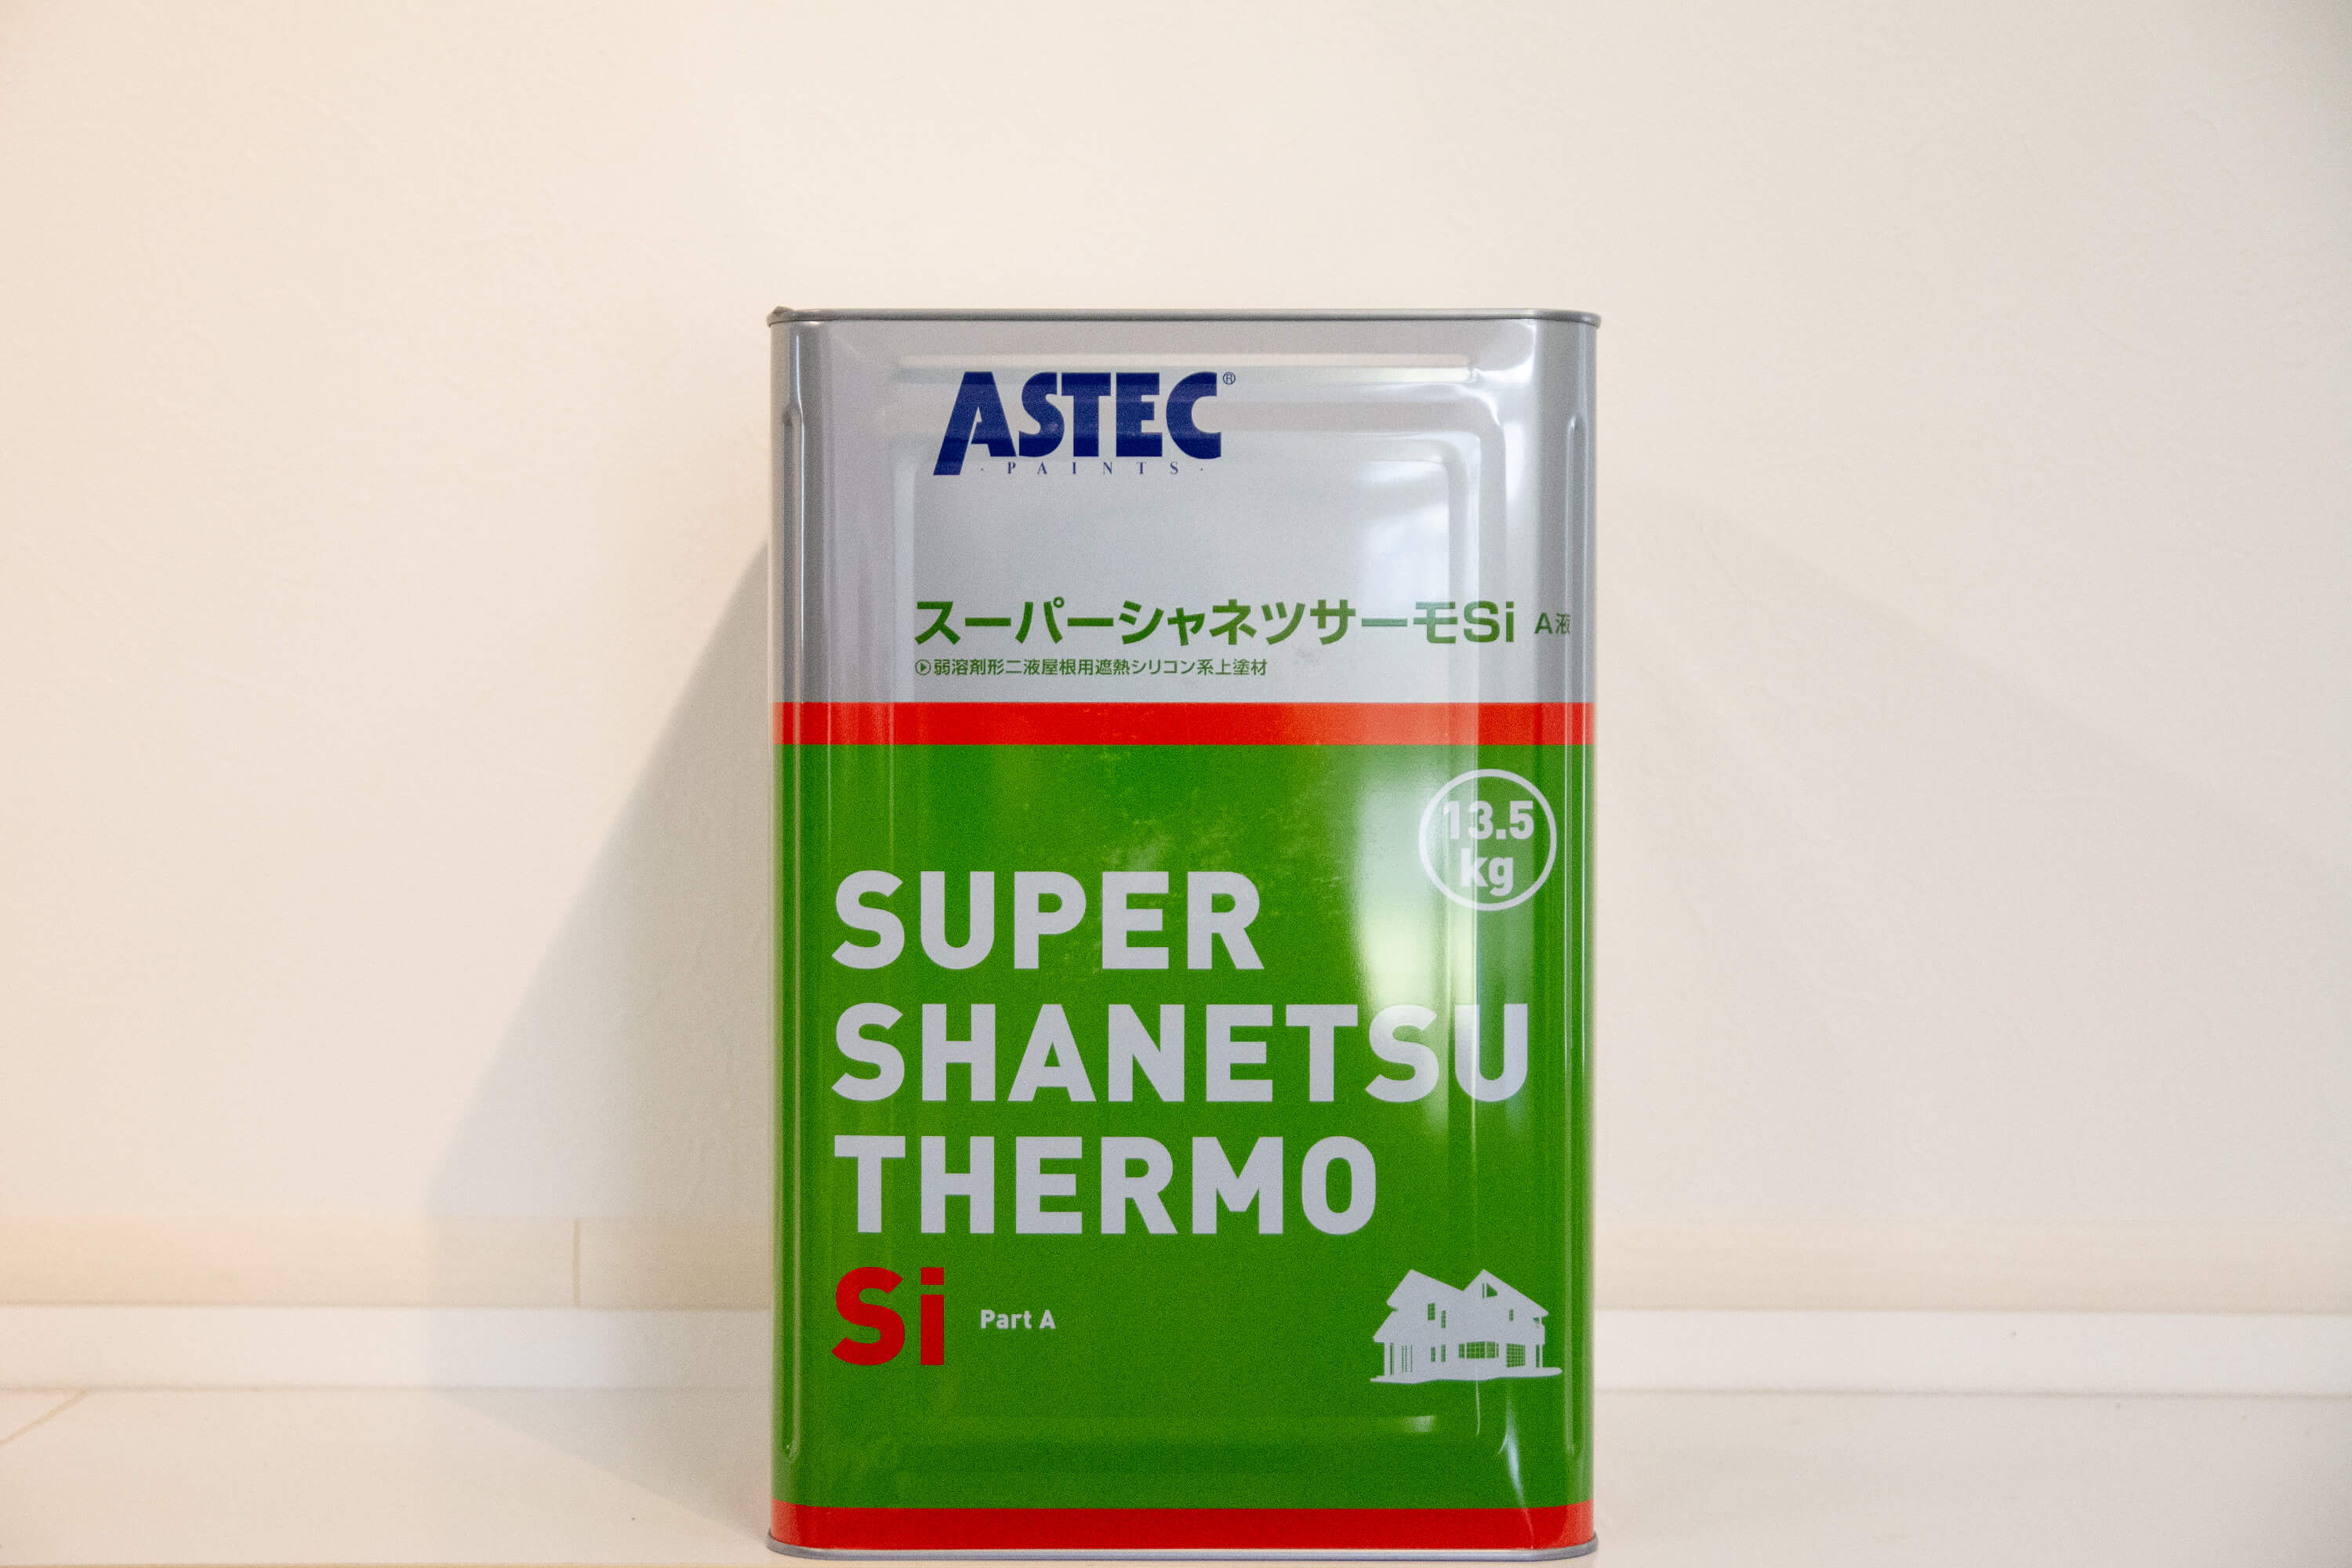 ASTEC®
· PAINTS ·
スーパーシャネツサーモSi A液
弱溶剤形二液屋根用遮熱シリコン系上塗材
13.5
kg
SUPER
SHANETSU
THERMO
Si Part A